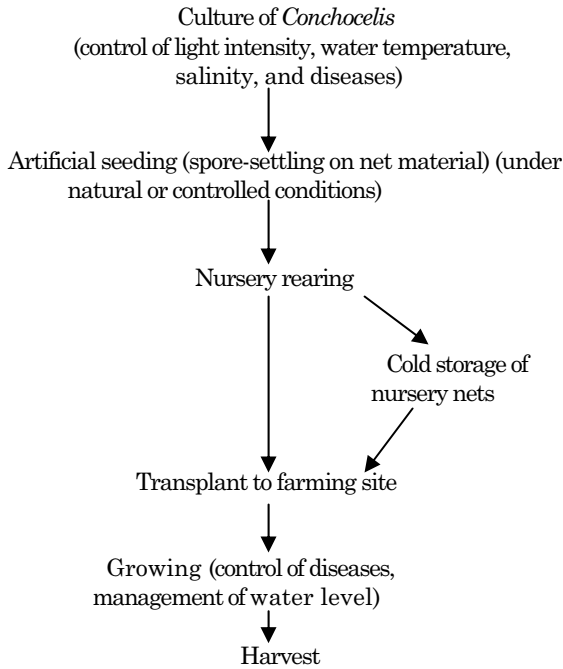 Culture of Conchocelis
(control of light intensity, water temperature,
salinity, and diseases)
Artificial seeding (spore-settling on net material) (under
natural or controlled conditions)
Nursery rearing
Cold storage of
nursery nets
Transplant to farming site
Growing (control of diseases,
management of water level)
Harvest